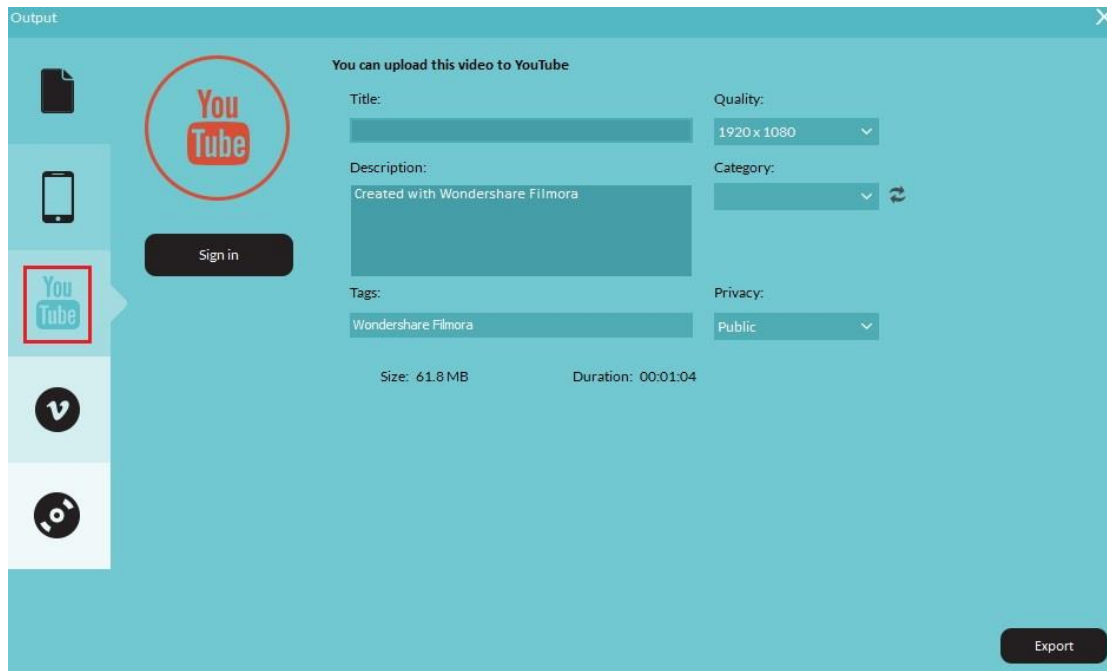 Output
X
You can upload this video to YouTube
You
Tube
Title:
Quality:
1920 x 1080
Description:
Category:
Created with Wondershare Filmora
Sign in
You
Tube
Tags:
Privacy:
Wondershare Filmora
Public
Size: 61.8 MB
Duration: 00:01:04
v
Export